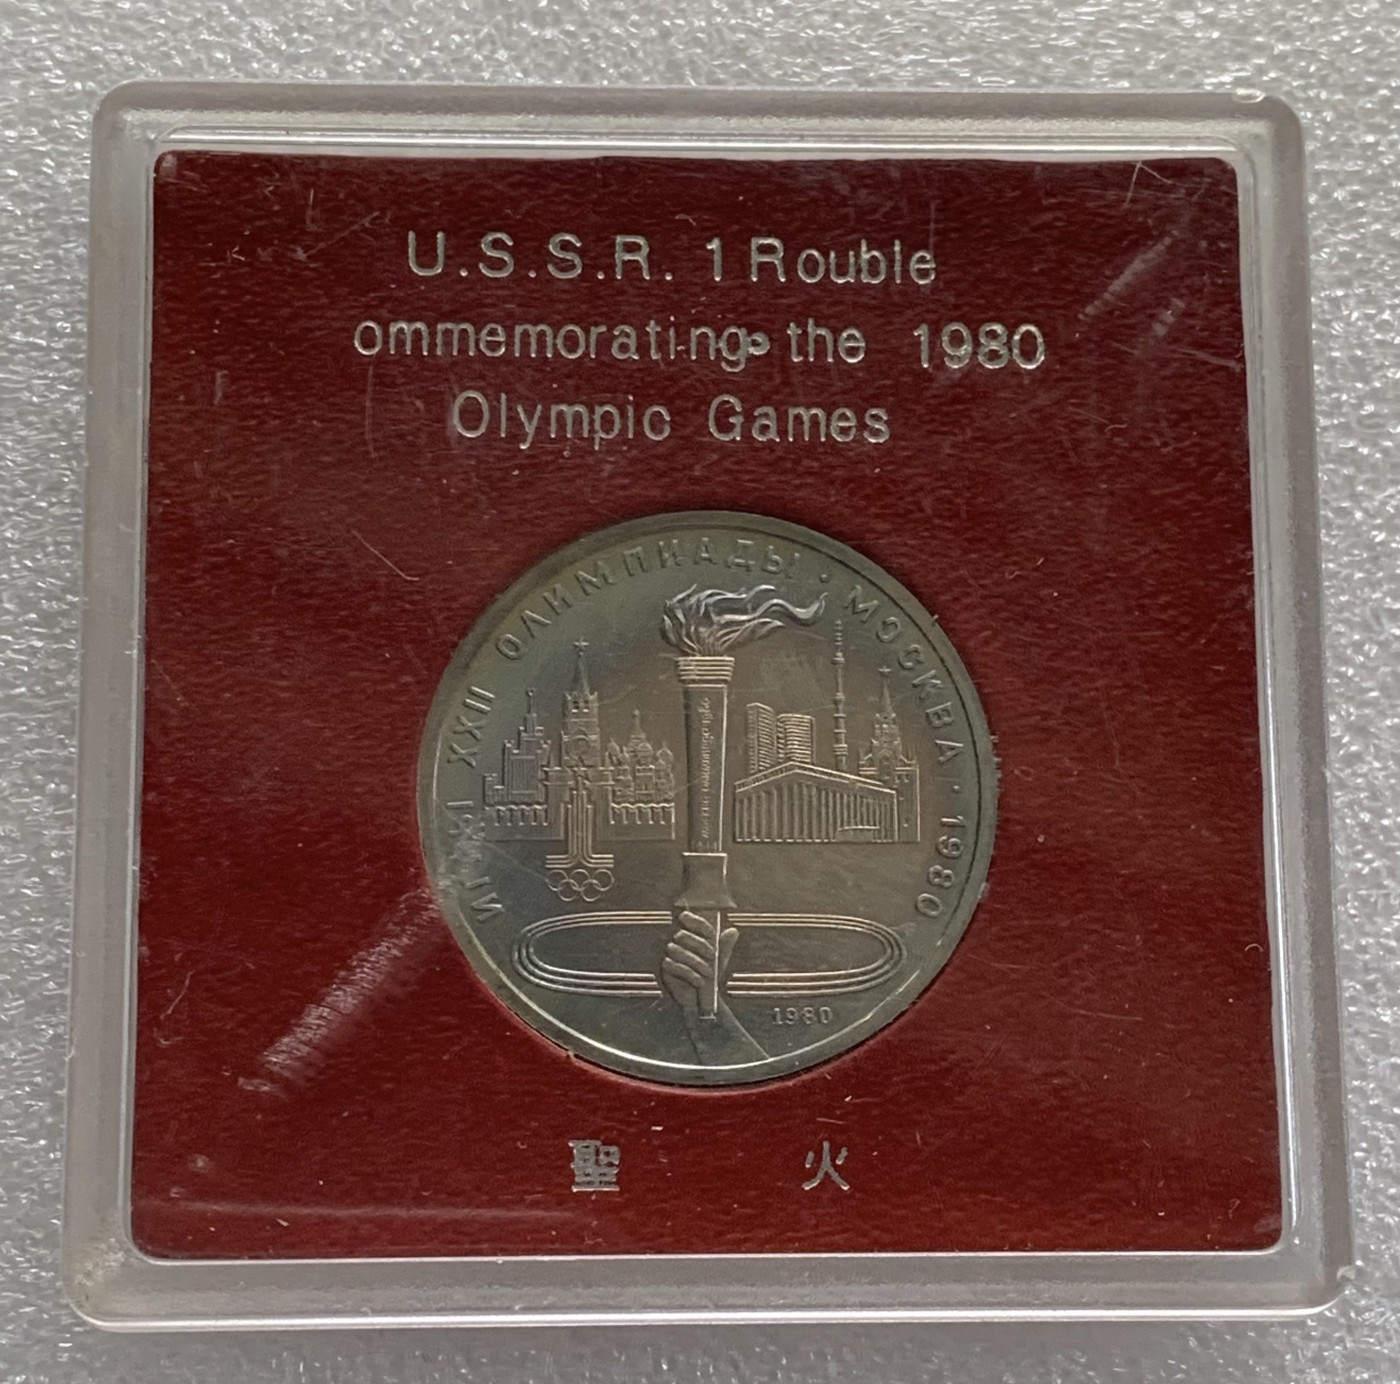 U.S.S.R. 1 Rouble
ommemorating the 1980
Olympic Games
ИГРЫ XXII ОЛИМПИАДЫ · МОСКВА · 1980
1980
聖 火